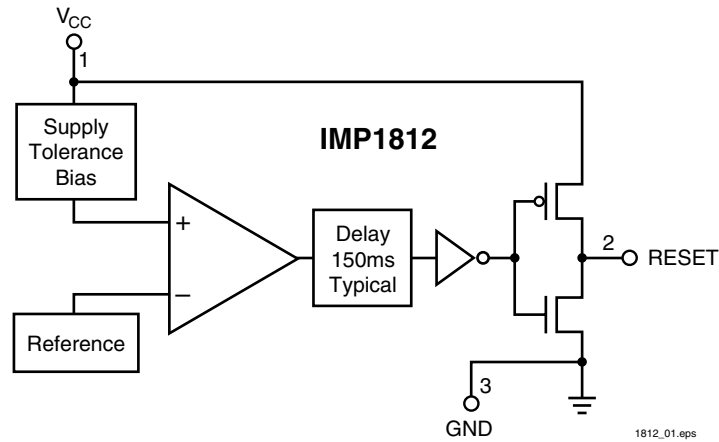 VCC
1
Supply
Tolerance
Bias
IMP1812
+
Delay
150ms
Typical
2
RESET
–
Reference
3
GND
1812_01.eps